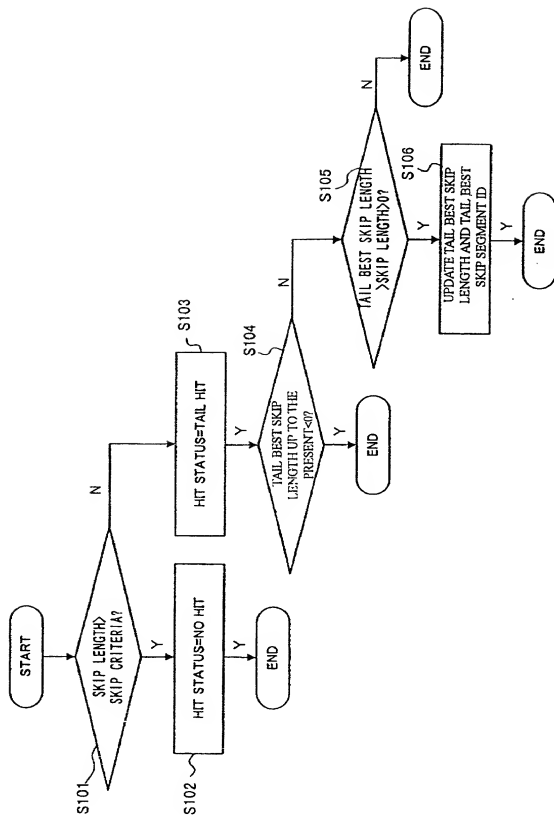 START
SKIP LENGTH>
SKIP CRITERIA?
S101
Y
N
HIT STATUS=NO HIT
S102
Y
END
HIT STATUS=TAIL HIT
S103
Y
TAIL BEST SKIP
LENGTH UP TO THE
PRESENT<0?
S104
Y
N
END
TAIL BEST SKIP LENGTH
>SKIP LENGTH>0?
S105
Y
N
END
UPDATE TAIL BEST SKIP
LENGTH AND TAIL BEST
SKIP SEGMENT ID
S106
Y
END